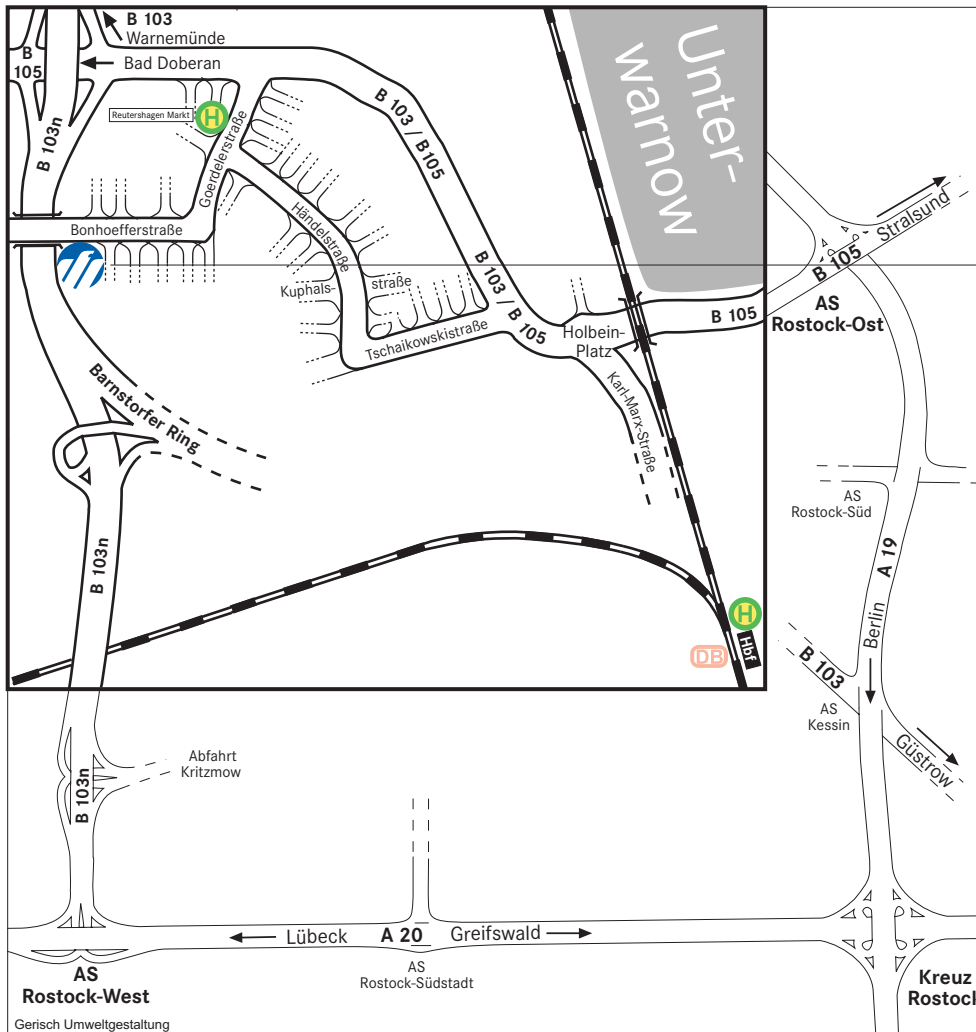 B 103
Warnemünde
B
105
Bad Doberan
B 103n
Reutershagen Markt
H
Goerdelerstraße
Bonhoefferstraße
Händelstraße
Kuphals-
straße
Tschaikowskistraße
B 103 / B105
B 103 / B 105
Unter-
warnow
Holbein-
Platz
B 105
Karl-Marx-Straße
Barnstorfer Ring
B 103n
H
Hbf
DB
Stralsund
B 105
AS
Rostock-Ost
AS
Rostock-Süd
A 19
Berlin
B 103
AS
Kessin
Güstrow
Abfahrt
Kritzmow
B 103n
Lübeck
A 20
Greifswald
AS
Rostock-Südstadt
AS
Rostock-West
Kreuz
Rostock
Gerisch Umweltgestaltung